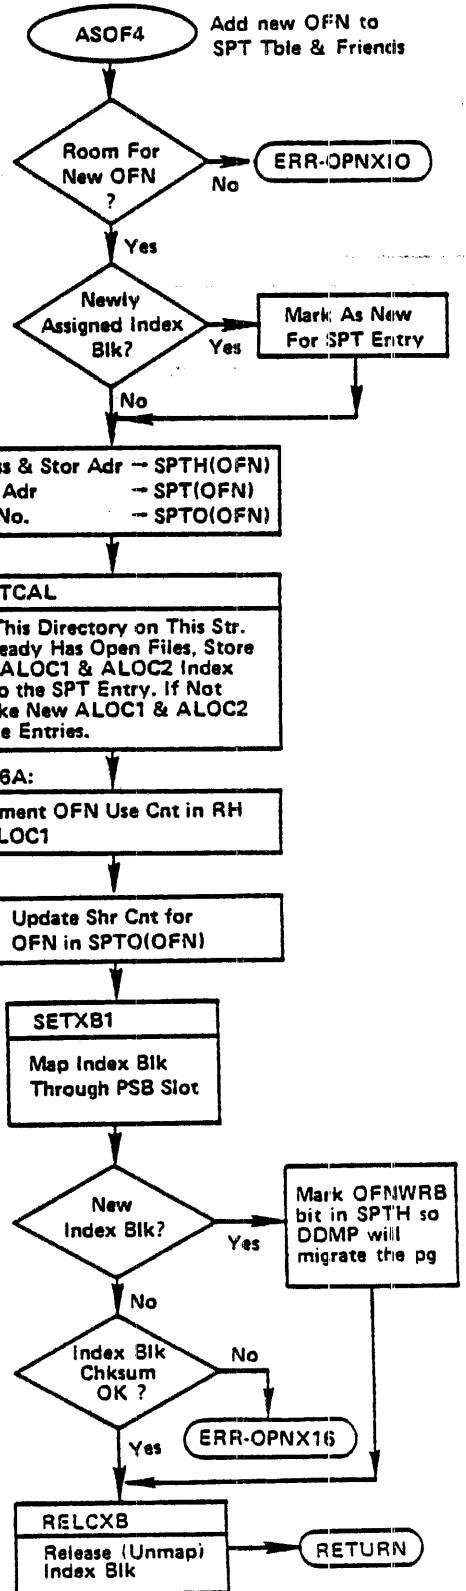 ASOF4
Add new OFN to
SPT Tble & Friends
Room For
New OFN
?
No
ERR-OPNX10
Yes
Newly
Assigned Index
Blk?
Yes
Mark As New
For SPT Entry
No
ss & Stor Adr → SPTH(OFN)
Adr → SPT(OFN)
No. → SPTO(OFN)
TCAL
This Directory on This Str.
eady Has Open Files, Store
ALOC1 & ALOC2 Index
o the SPT Entry. If Not
ke New ALOC1 & ALOC2
e Entries.
6A:
ment OFN Use Cnt in RH
LOC1
Update Shr Cnt for
OFN in SPTO(OFN)
SETXB1
Map Index Blk
Through PSB Slot
New
Index Blk?
Yes
Mark OFNWRB
bit in SPTH so
DDMP will
migrate the pg
No
Index Blk
Chksum
OK ?
No
ERR-OPNX16
Yes
RELCXB
Release (Unmap)
Index Blk
RETURN